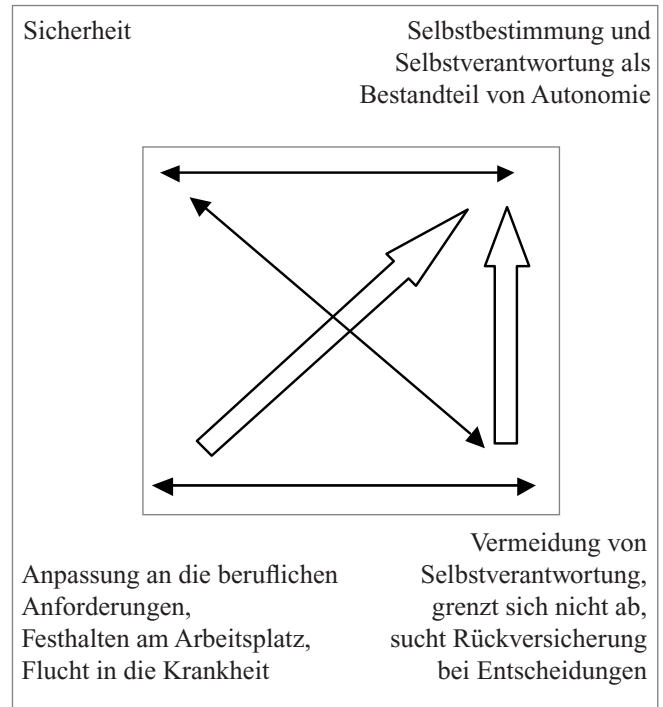 Sicherheit
Selbstbestimmung und
Selbstverantwortung als
Bestandteil von Autonomie
Anpassung an die beruflichen
Anforderungen,
Festhalten am Arbeitsplatz,
Flucht in die Krankheit
Vermeidung von
Selbstverantwortung,
grenzt sich nicht ab,
sucht Rückversicherung
bei Entscheidungen